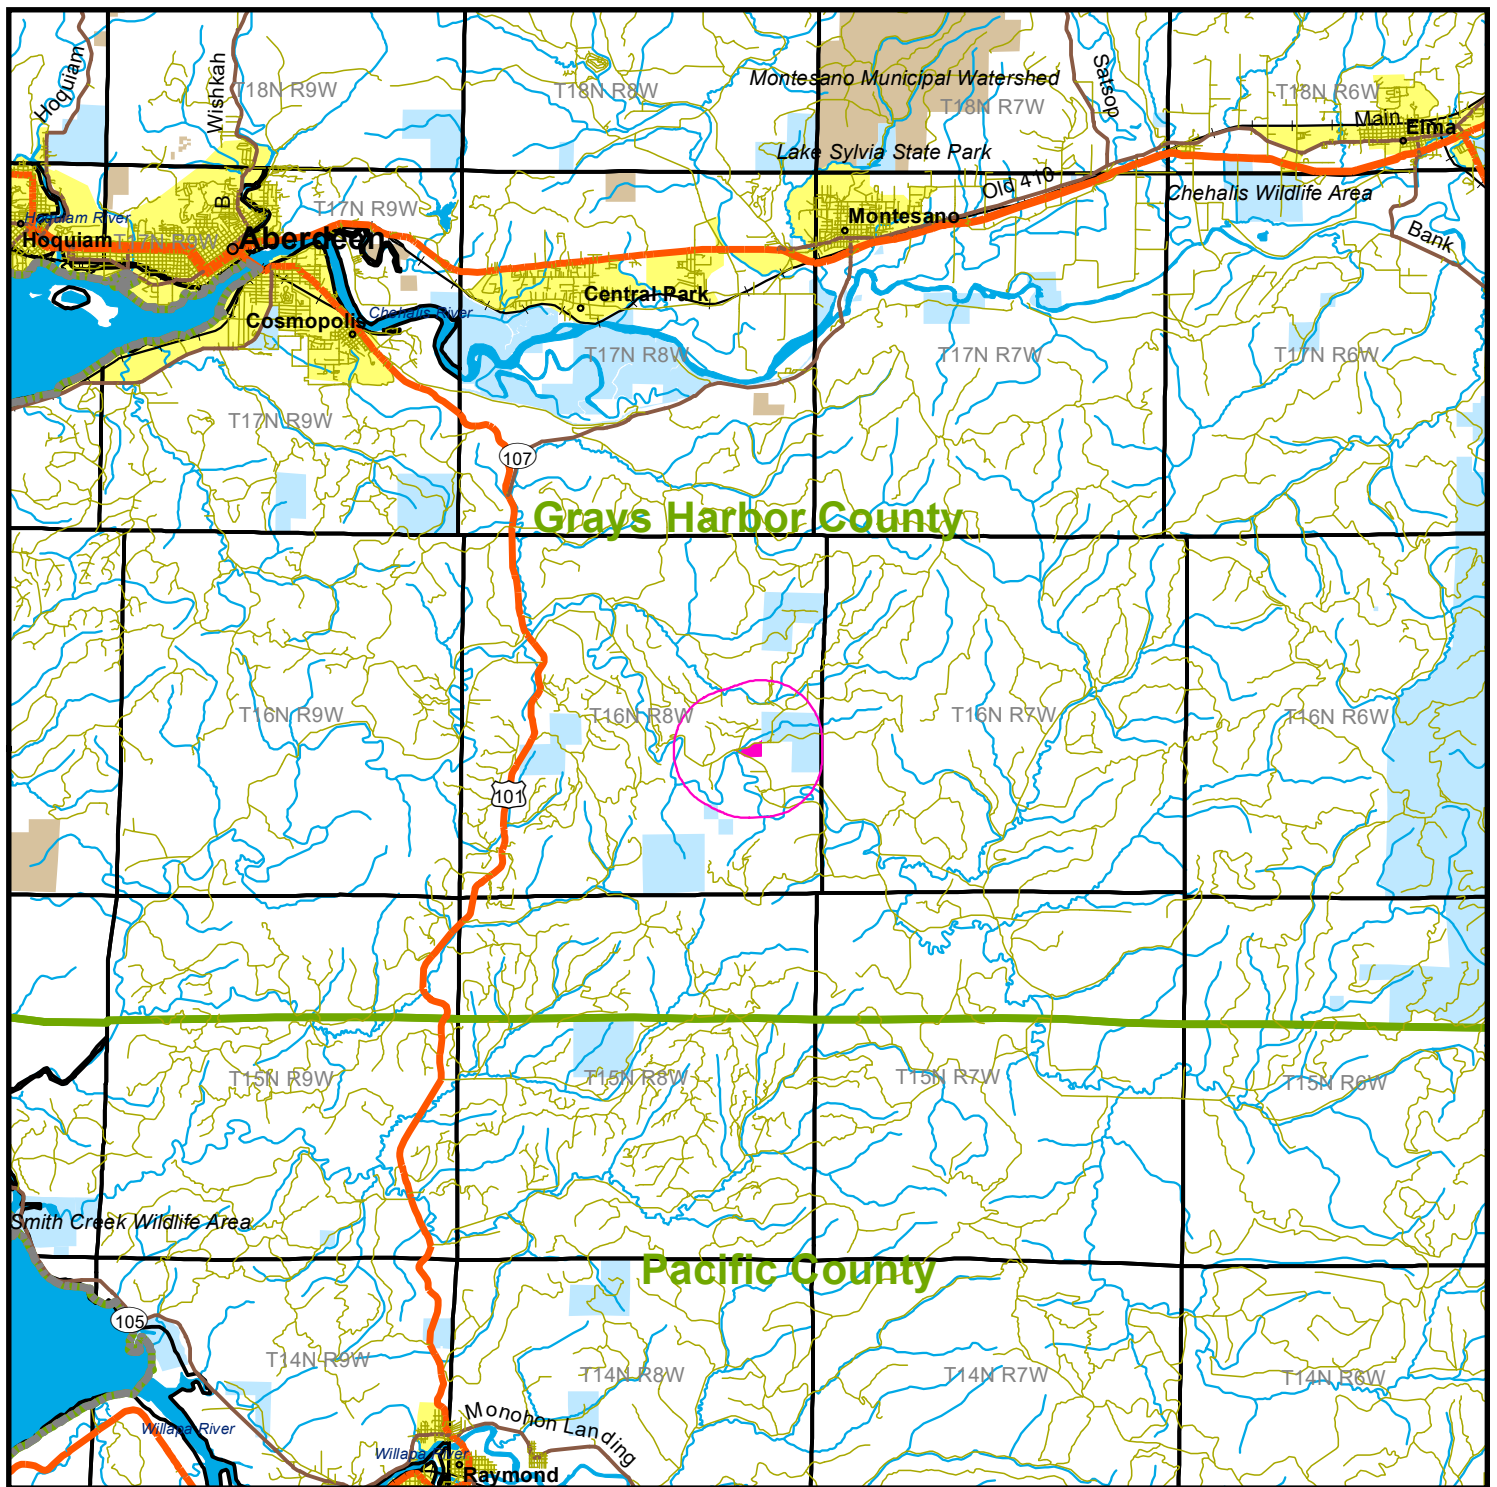 Hoquiam
Wishkah
T18N R9W
T18N R8W
Montesano Municipal Watershed
T18N R7W
Sarsop
T18N R6W
Main
Elma
Lake Sylvia State Park
Old 410
Chehalis Wildlife Area
B
T17N R9W
Hoquiam River
Hoquiam
T17N R9W
Aberdeen
Montesano
Bank
Central Park
Chehalis River
Cosmopolis
T17N R8W
T17N R7W
T17N R6W
T17N R9W
107
Grays Harbor County
T16N R9W
T16N R8W
T16N R7W
T16N R6W
101
T15N R9W
T15N R8W
T15N R7W
T15N R6W
Smith Creek Wildlife Area
Pacific County
105
T14N R9W
T14N R8W
T14N R7W
T14N R6W
Willapa River
Monohon Landing
Willapa River
Raymond